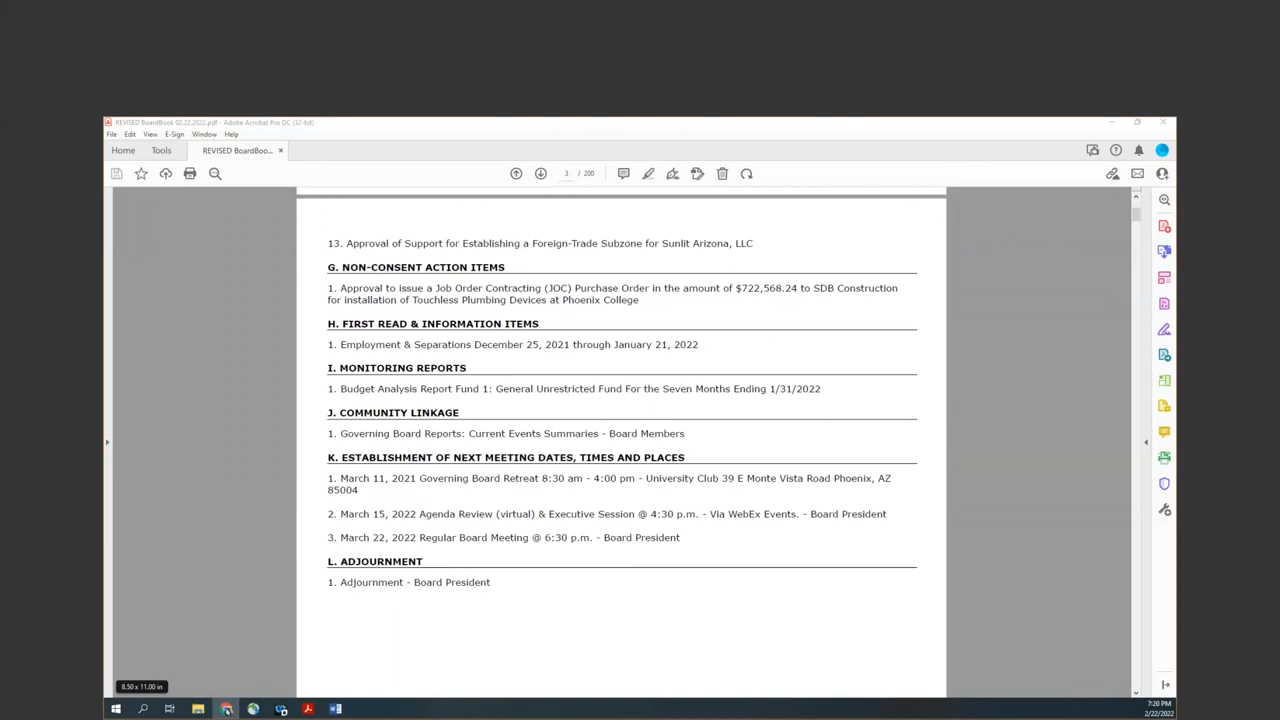 REVISED BoardBook 02.22.2022.pdf - Adobe Acrobat Pro DC (32-bit)
File Edit View E-Sign Window Help
Home Tools REVISED BoardBoo... ×
3 / 200
13. Approval of Support for Establishing a Foreign-Trade Subzone for Sunlit Arizona, LLC
G. NON-CONSENT ACTION ITEMS
1. Approval to issue a Job Order Contracting (JOC) Purchase Order in the amount of $722,568.24 to SDB Construction
for installation of Touchless Plumbing Devices at Phoenix College
H. FIRST READ & INFORMATION ITEMS
1. Employment & Separations December 25, 2021 through January 21, 2022
I. MONITORING REPORTS
1. Budget Analysis Report Fund 1: General Unrestricted Fund For the Seven Months Ending 1/31/2022
J. COMMUNITY LINKAGE
1. Governing Board Reports: Current Events Summaries - Board Members
K. ESTABLISHMENT OF NEXT MEETING DATES, TIMES AND PLACES
1. March 11, 2021 Governing Board Retreat 8:30 am - 4:00 pm - University Club 39 E Monte Vista Road Phoenix, AZ
85004
2. March 15, 2022 Agenda Review (virtual) & Executive Session @ 4:30 p.m. - Via WebEx Events. - Board President
3. March 22, 2022 Regular Board Meeting @ 6:30 p.m. - Board President
L. ADJOURNMENT
1. Adjournment - Board President
8.50 x 11.00 in
7:20 PM
2/22/2022